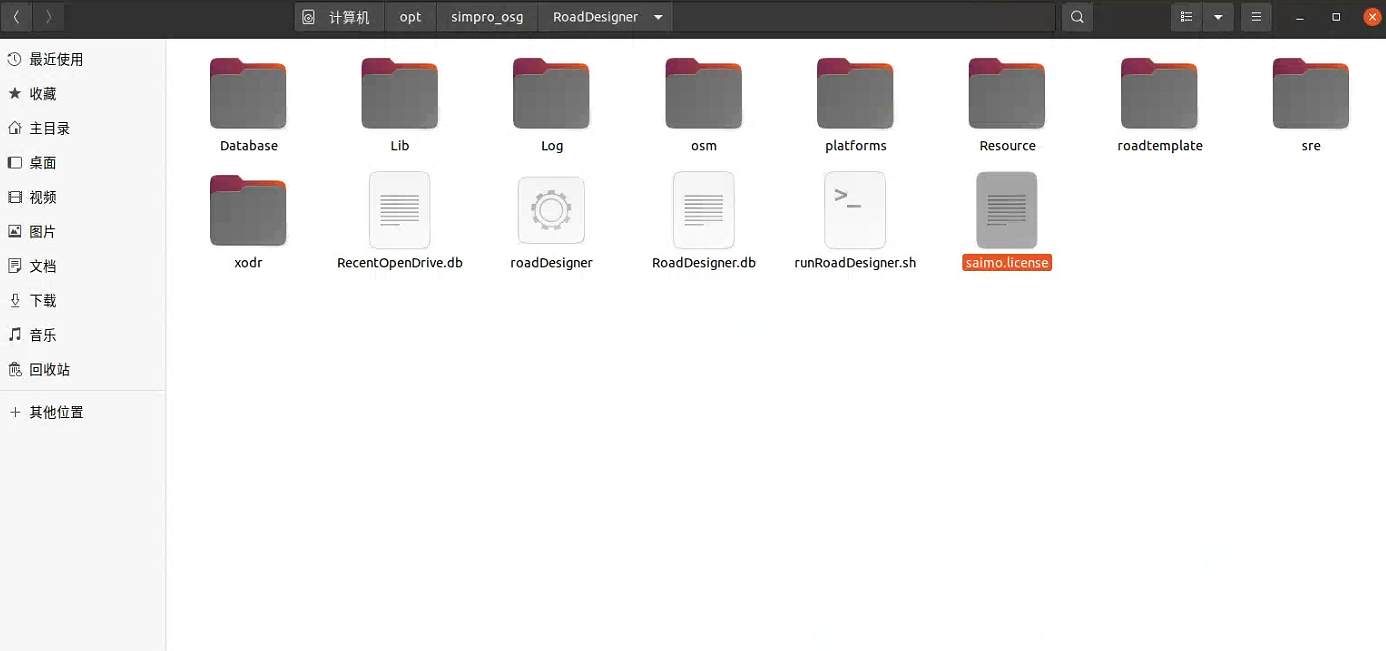 计算机 opt simpro_osg RoadDesigner
最近使用
收藏
主目录
桌面
视频
图片
文档
下载
音乐
回收站
其他位置
Database Lib Log osm platforms Resource roadtemplate sre
xodr RecentOpenDrive.db roadDesigner RoadDesigner.db runRoadDesigner.sh saimo.license